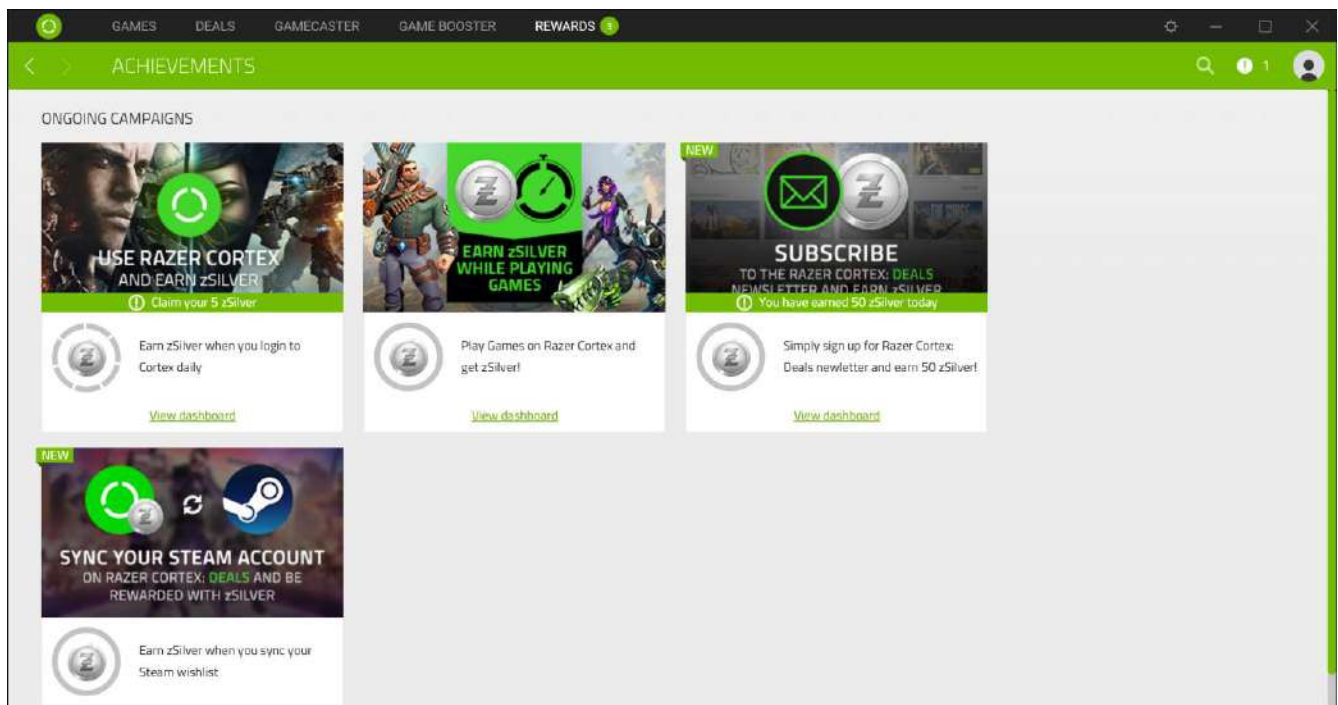 GAMES DEALS GAMECASTER GAME BOOSTER REWARDS 3
ACHIEVEMENTS 1
ONGOING CAMPAIGNS
USE RAZER CORTEX
AND EARN zSILVER
Claim your 5 zSilver
Earn zSilver when you login to
Cortex daily
View dashboard
EARN zSILVER
WHILE PLAYING
GAMES
Play Games on Razer Cortex and
get zSilver!
View dashboard
NEW
SUBSCRIBE
TO THE RAZER CORTEX: DEALS
NEWSLETTER AND EARN zSILVER
You have earned 50 zSilver today
Simply sign up for Razer Cortex:
Deals newletter and earn 50 zSilver!
View dashboard
NEW
SYNC YOUR STEAM ACCOUNT
ON RAZER CORTEX: DEALS AND BE
REWARDED WITH zSILVER
Earn zSilver when you sync your
Steam wishlist